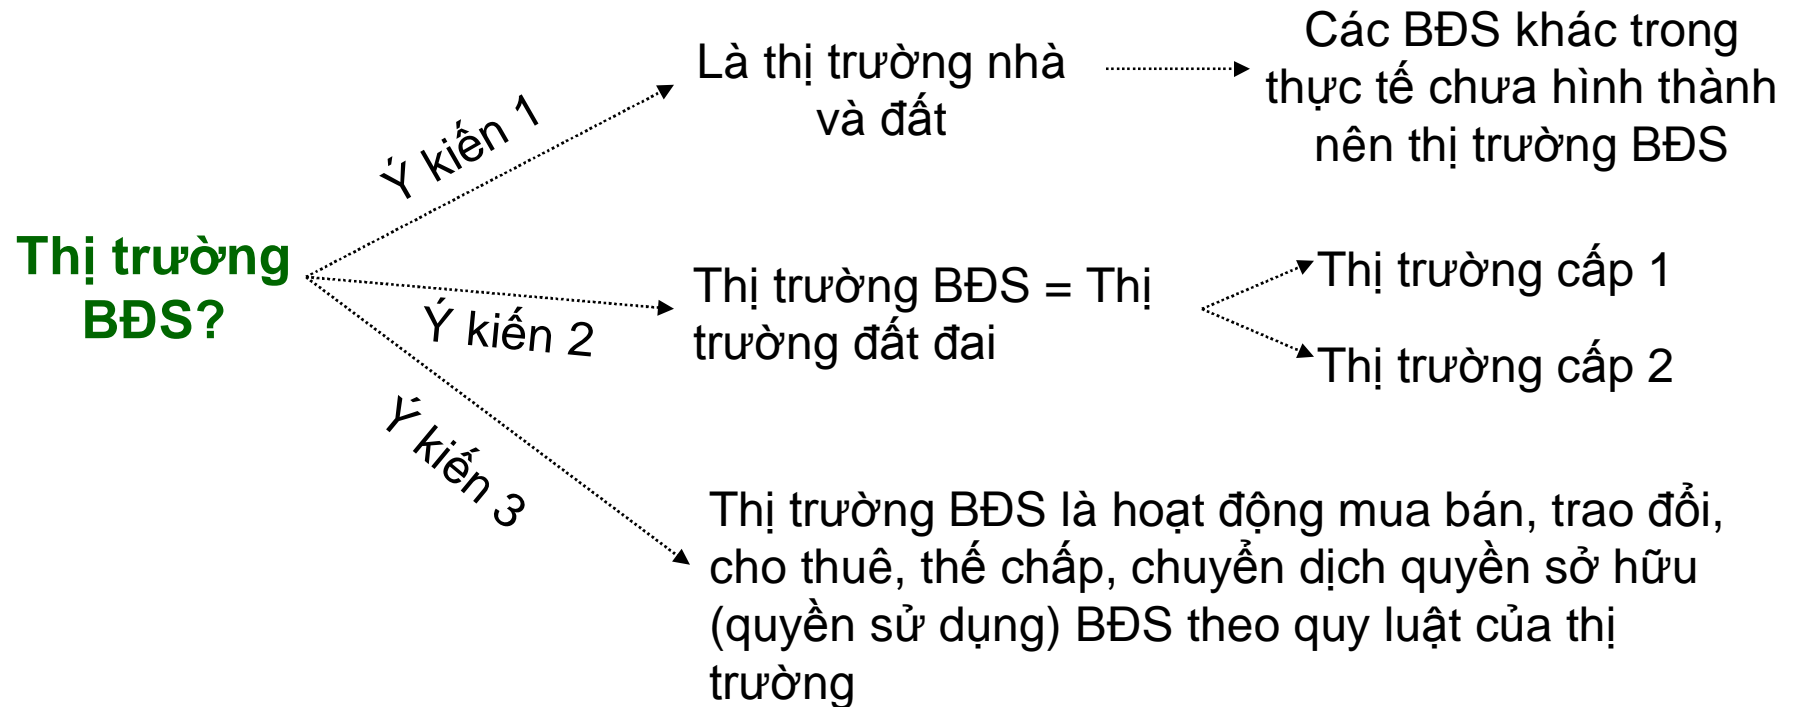 Thị trường
BĐS?
Ý kiến 1
Là thị trường nhà
và đất
Các BĐS khác trong
thực tế chưa hình thành
nên thị trường BĐS
Ý kiến 2
Thị trường BĐS = Thị
trường đất đai
Thị trường cấp 1
Thị trường cấp 2
Ý kiến 3
Thị trường BĐS là hoạt động mua bán, trao đổi,
cho thuê, thế chấp, chuyển dịch quyền sở hữu
(quyền sử dụng) BĐS theo quy luật của thị
trường